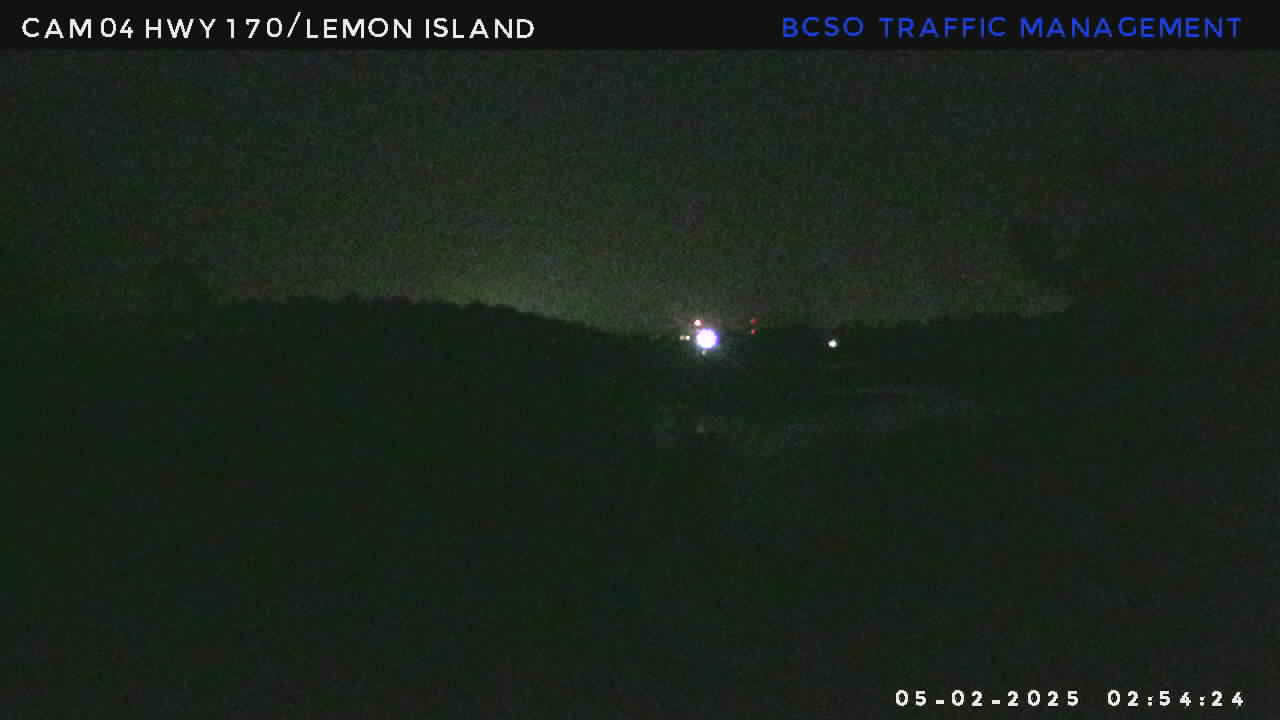 CAM04 HWY 170/LEMON ISLAND
BCSO TRAFFIC MANAGEMENT
05-02-2025 02:54:24